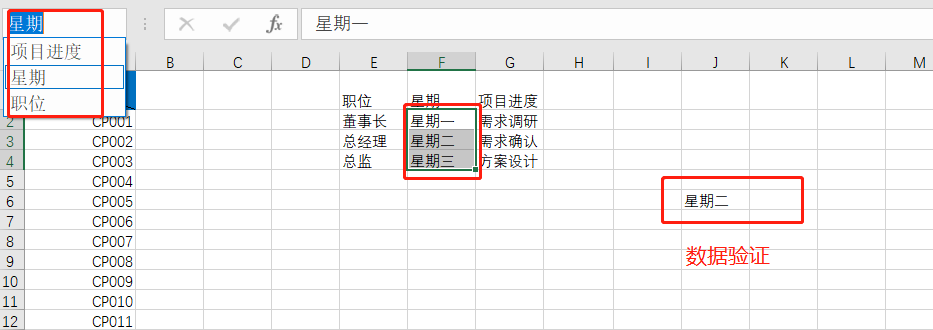 星期 fx 星期一
项目进度
星期
职位
B C D E F G H I J K L M
职位 星期 项目进度
2 CP001 董事长 星期一 需求调研
3 CP002 总经理 星期二 需求确认
4 CP003 总监 星期三 方案设计
5 CP004
6 CP005 星期二
7 CP006
8 CP007
9 CP008 数据验证
10 CP009
11 CP010
12 CP011